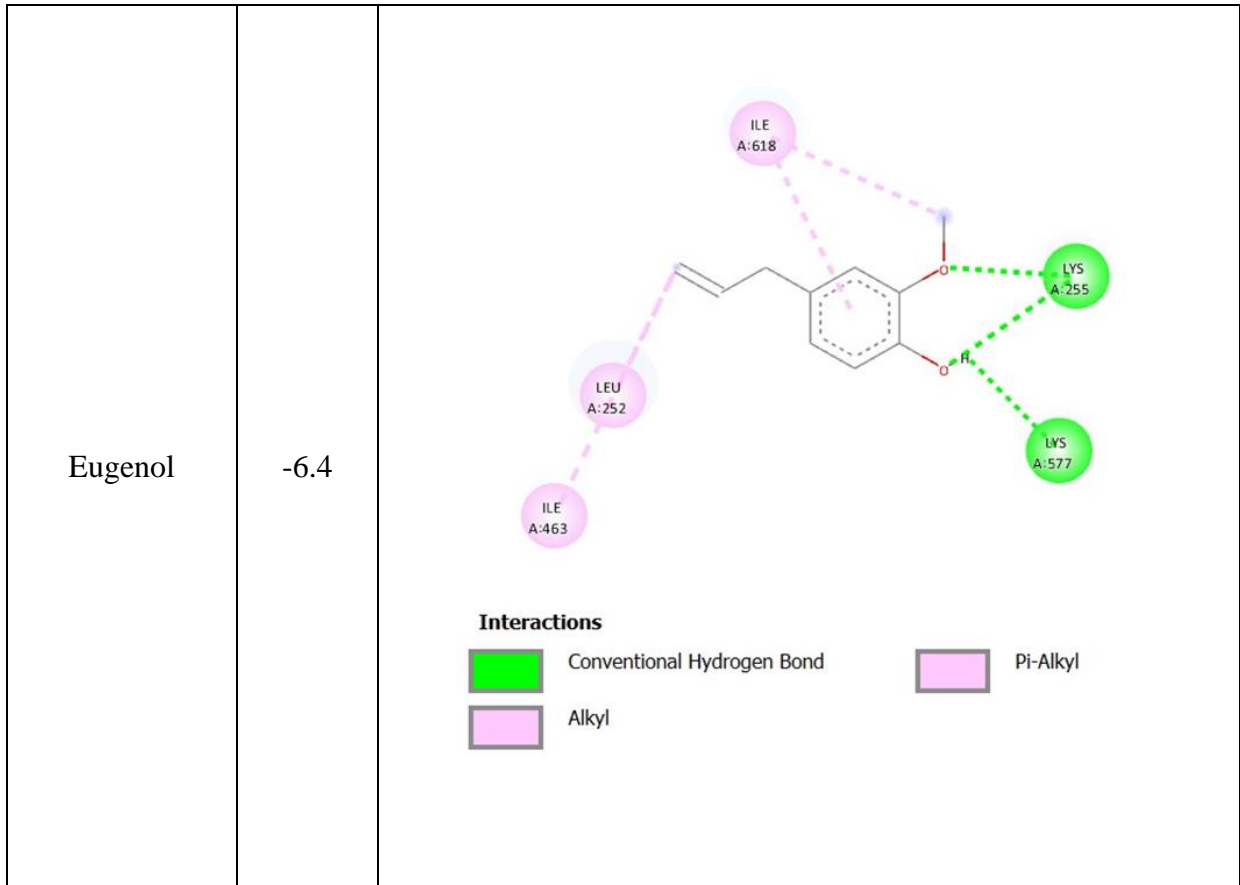 Eugenol
-6.4
ILE
A:618
O
LYS
A:255
O
H
LEU
A:252
LYS
A:577
ILE
A:463
Interactions
Conventional Hydrogen Bond
Pi-Alkyl
Alkyl